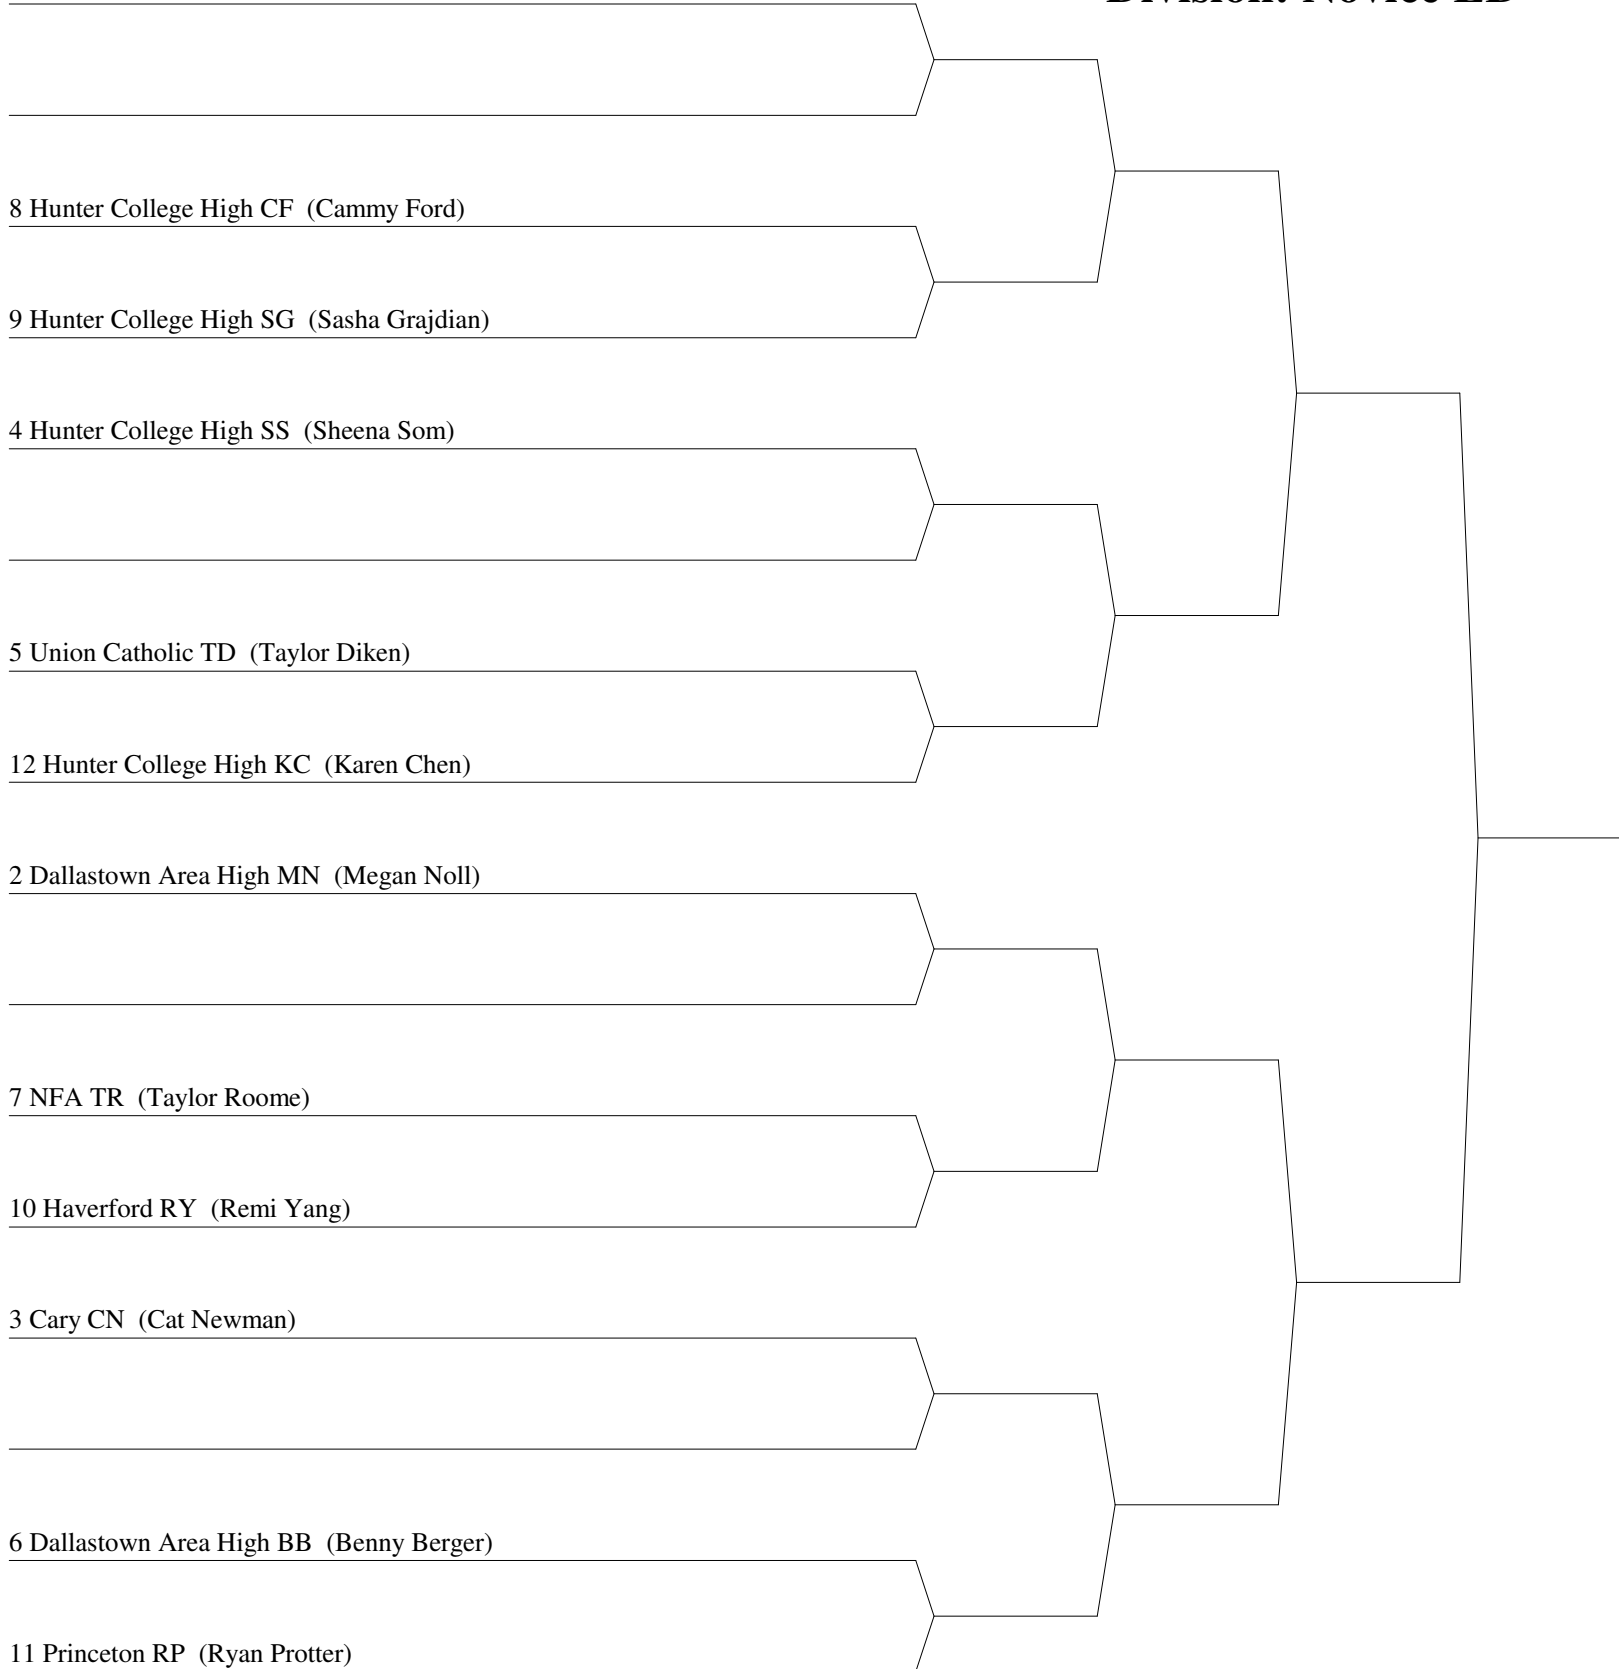 Division: Novice LD
8 Hunter College High CF (Cammy Ford)
9 Hunter College High SG (Sasha Grajdian)
4 Hunter College High SS (Sheena Som)
5 Union Catholic TD (Taylor Diken)
12 Hunter College High KC (Karen Chen)
2 Dallastown Area High MN (Megan Noll)
7 NFA TR (Taylor Roome)
10 Haverford RY (Remi Yang)
3 Cary CN (Cat Newman)
6 Dallastown Area High BB (Benny Berger)
11 Princeton RP (Ryan Protter)